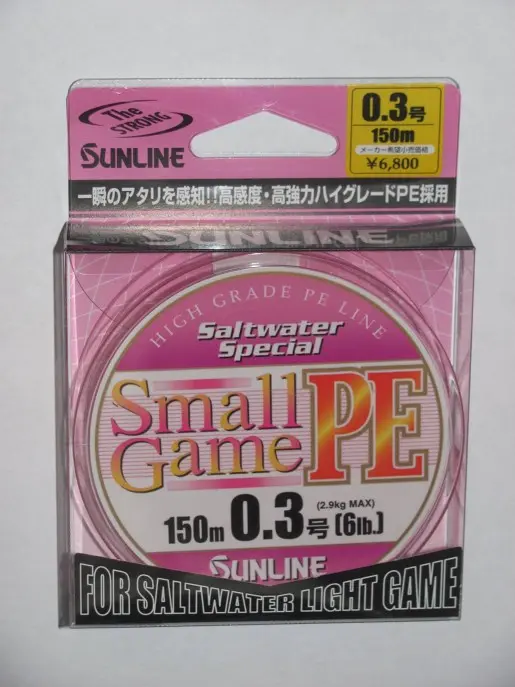 The
STRONG
SUNLINE
0.3号
150m
メーカー希望小売価格
¥6,800
一瞬のアタリを感知!!高感度・高強力ハイグレードPE採用
SUNLINE
HIGH GRADE PE LINE
Saltwater
Special
Small
Game PE
(2.9kg MAX)
150m 0.3号 [6lb.]
SUNLINE
FOR SALTWATER LIGHT GAME